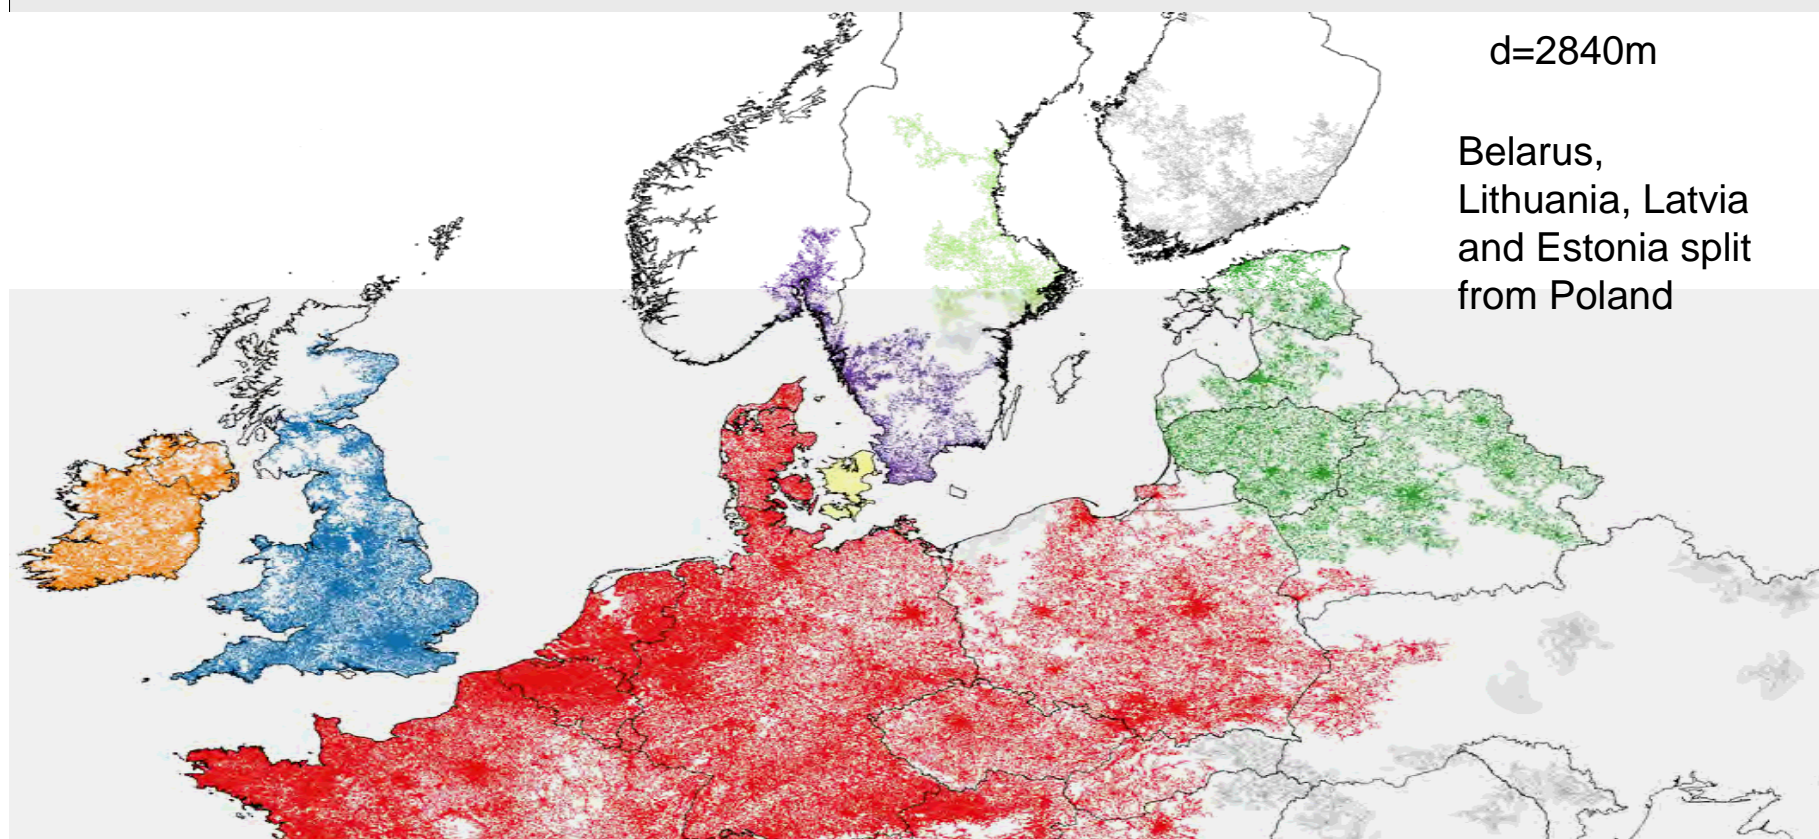 d=2840m
Belarus,
Lithuania, Latvia
and Estonia split
from Poland